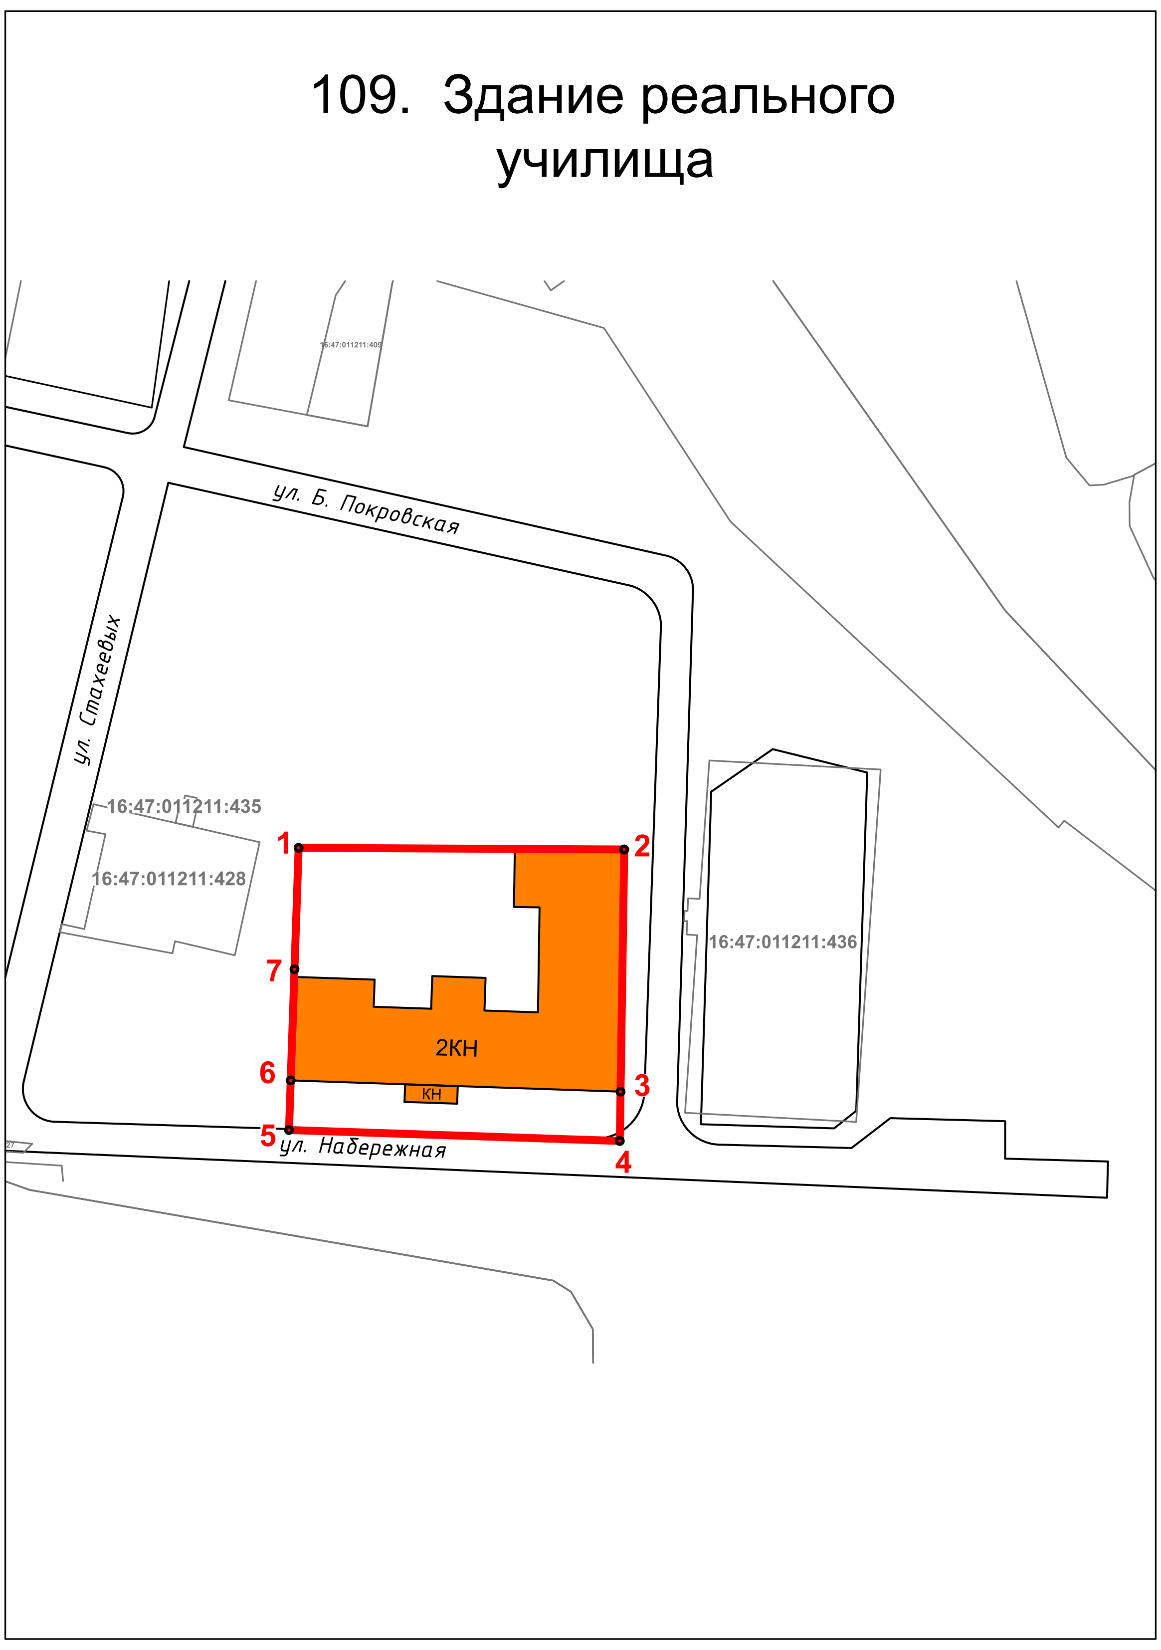 109. Здание реального
училища
16:47:011211:409
ул. Б. Покровская
ул. Стахеевых
16:47:011211:435
1
2
16:47:011211:428
16:47:011211:436
7
2КН
6
3
КН
5
ул. Набережная
4